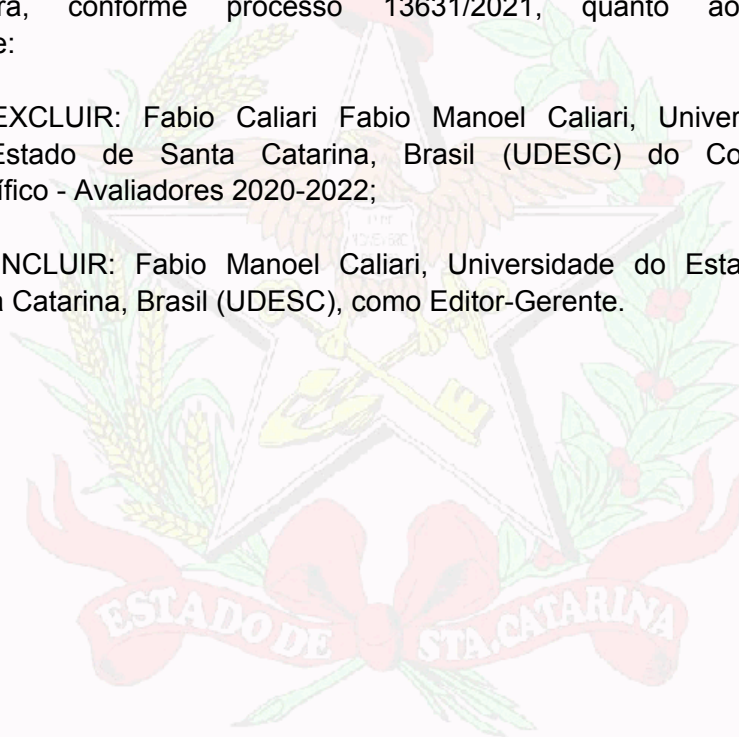 ra, conforme processo 13631/2021, quanto ao
e:
EXCLUIR: Fabio Caliari Fabio Manoel Caliari, Univer
Estado de Santa Catarina, Brasil (UDESC) do Co
ífico - Avaliadores 2020-2022;
NCLUIR: Fabio Manoel Caliari, Universidade do Esta
a Catarina, Brasil (UDESC), como Editor-Gerente.
ESTADO DE STA. CATARINA